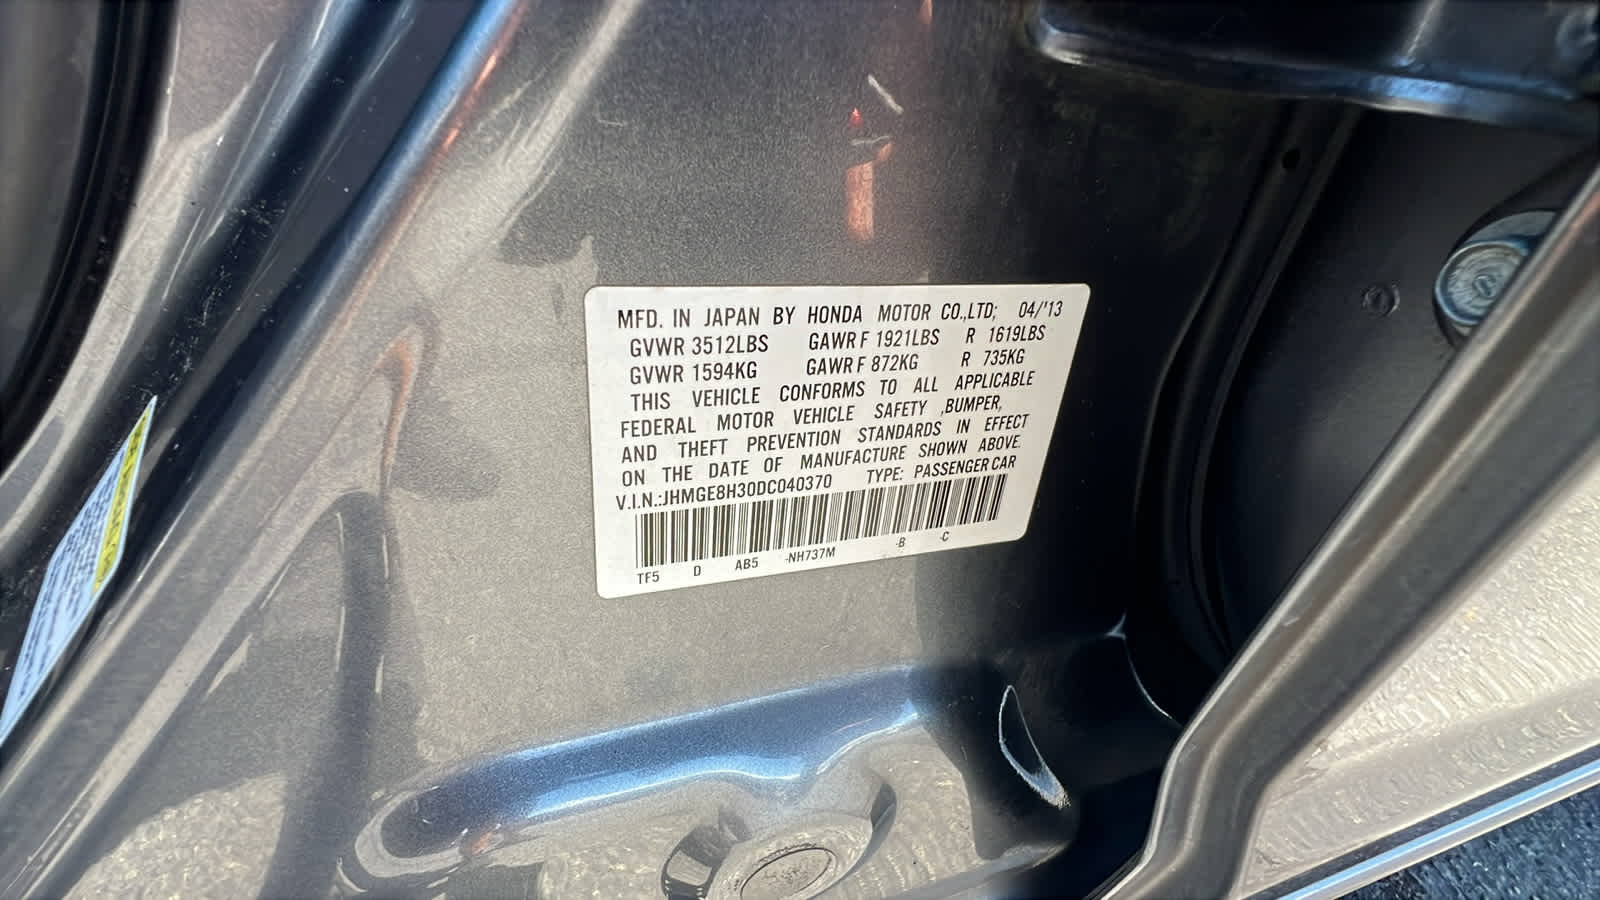 MFD. IN JAPAN BY HONDA MOTOR CO.,LTD; 04/'13
GVWR 3512LBS GAWR F 1921LBS R 1619LBS
GVWR 1594KG GAWR F 872KG R 735KG
THIS VEHICLE CONFORMS TO ALL APPLICABLE
FEDERAL MOTOR VEHICLE SAFETY ,BUMPER,
AND THEFT PREVENTION STANDARDS IN EFFECT
ON THE DATE OF MANUFACTURE SHOWN ABOVE.
V.I.N.:JHMGE8H30DC040370 TYPE: PASSENGER CAR
TF5 D AB5 -NH737M -B -C